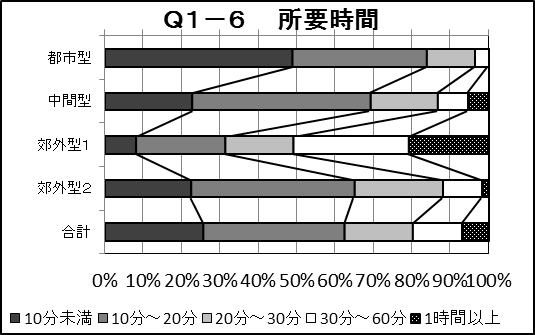 Q1－6　所要時間
都市型
中間型
郊外型1
郊外型2
合計
0% 10% 20% 30% 40% 50% 60% 70% 80% 90% 100%
10分未満 10分～20分 20分～30分 30分～60分 1時間以上